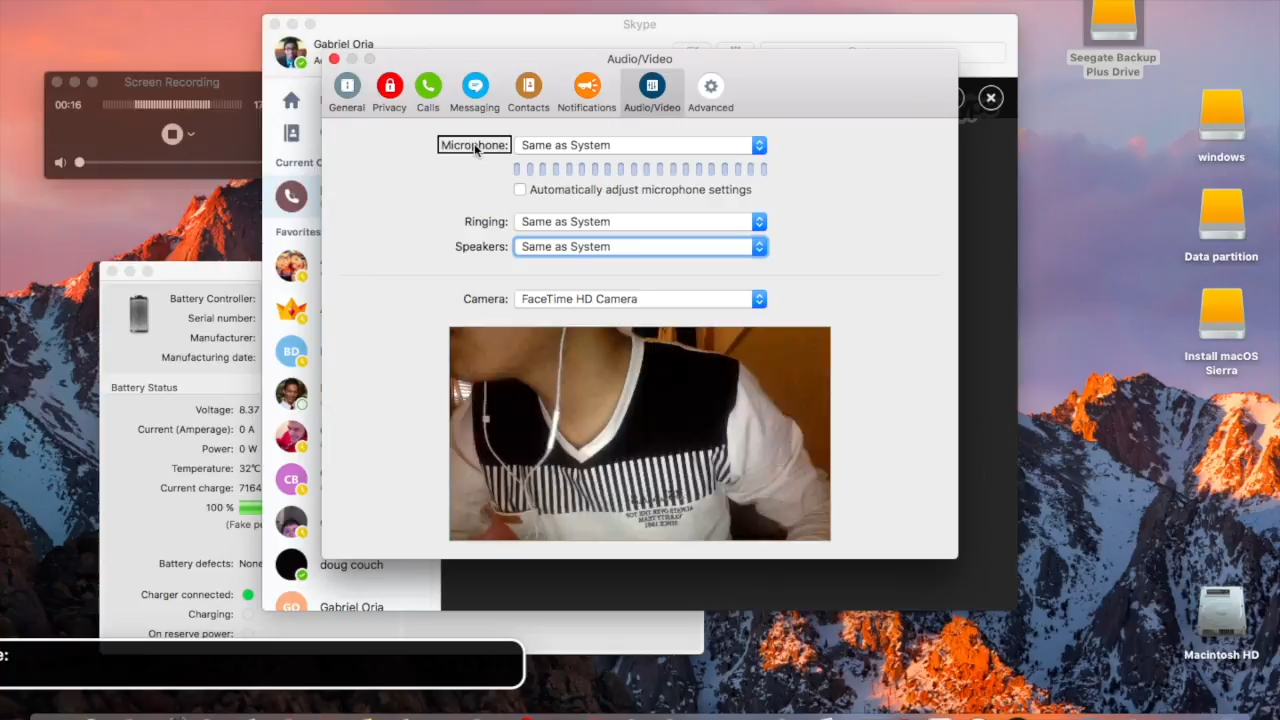 Skype
Seegate Backup
Plus Drive
Gabriel Oria
Audio/Video
Screen Recording
00:16
General
Privacy
Calls
Messaging
Contacts
Notifications
Audio/Video
Advanced
Microphone:
Same as System
Automatically adjust microphone settings
Current C
windows
Ringing:
Same as System
Favorites
Speakers:
Same as System
Data partition
Battery Controller:
Camera:
FaceTime HD Camera
Serial number:
Manufacturer:
BD
Manufacturing date:
Install macOS
Sierra
Battery Status
Voltage: 8.37
Current (Amperage): 0 A
Power: 0 W
Temperature: 32℃
CB
Current charge: 7164
100 %
(Fake pe
Battery defects: None
doug couch
Charger connected:
GO
Gabriel Oria
Charging:
On reserve power:
e:
Macintosh HD